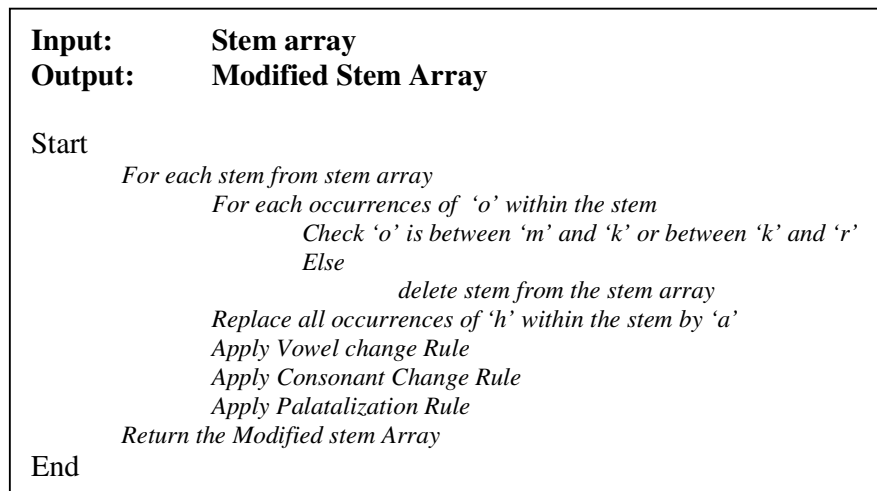 Input: Stem array
Output: Modified Stem Array
Start
For each stem from stem array
For each occurrences of ‘o’ within the stem
Check ‘o’ is between ‘m’ and ‘k’ or between ‘k’ and ‘r’
Else
delete stem from the stem array
Replace all occurrences of ‘h’ within the stem by ‘a’
Apply Vowel change Rule
Apply Consonant Change Rule
Apply Palatalization Rule
Return the Modified stem Array
End